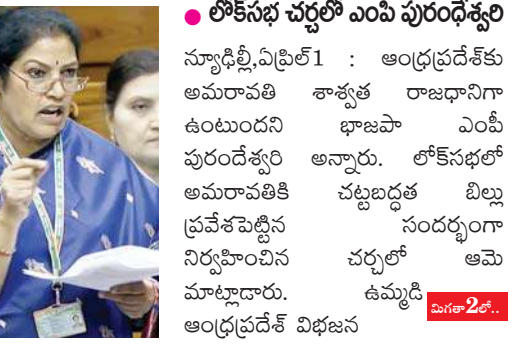 ● లోక్‌సభ చర్చలో ఎంపి పురంధేశ్వరి
న్యూఢిల్లీ,ఏప్రిల్1 : ఆంధ్రప్రదేశ్‌కు
అమరావతి శాశ్వత రాజధానిగా
ఉంటుందని భాజపా ఎంపీ
పురందేశ్వరి అన్నారు. లోక్‌సభలో
అమరావతికి చట్టబద్ధత బిల్లు
ప్రవేశపెట్టిన సందర్భంగా
నిర్వహించిన చర్చలో ఆమె
మాట్లాడారు. ఉమ్మడి
ఆంధ్రప్రదేశ్ విభజన
మిగతా2లో..